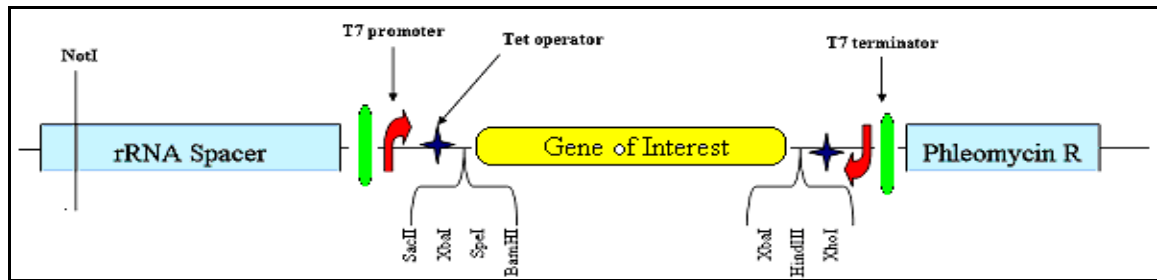 T7 promoter
Tet operator
T7 terminator
NotI
rRNA Spacer
Gene of Interest
Phleomycin R
SacII
XbaI
SpeI
BamHI
XbaI
HindIII
XhoI